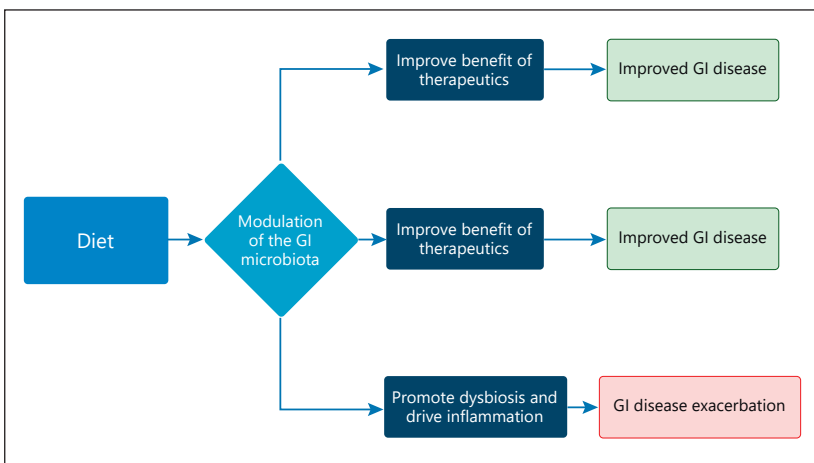 Improve benefit of
therapeutics
Improved GI disease
Diet
Modulation
of the GI
microbiota
Improve benefit of
therapeutics
Improved GI disease
Promote dysbiosis and
drive inflammation
GI disease exacerbation